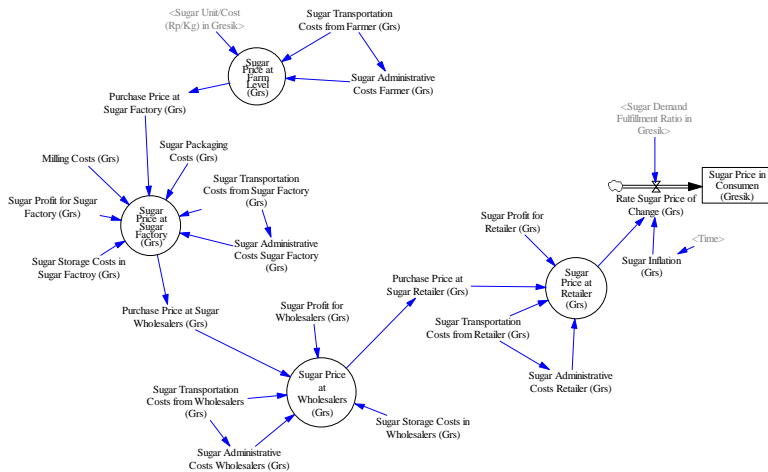 <Sugar Unit/Cost
(Rp/Kg) in Gresik>
Sugar Transportation
Costs from Farmer (Grs)
Sugar
Price at
Farm
Level
(Grs)
Sugar Administrative
Costs Farmer (Grs)
Purchase Price at
Sugar Factory (Grs)
<Sugar Demand
Fulfillment Ratio in
Gresik>
Milling Costs (Grs)
Sugar Packaging
Costs (Grs)
Sugar Transportation
Costs from Sugar Factory
(Grs)
Sugar Price in
Consumen
(Gresik)
Rate Sugar Price of
Change (Grs)
Sugar Profit for Sugar
Factory (Grs)
Sugar
Price at
Sugar
Factory
(Grs)
Sugar Profit for
Retailer (Grs)
<Time>
Sugar Administrative
Costs Sugar Factory
(Grs)
Sugar Storage Costs in
Sugar Factroy (Grs)
Sugar Inflation
(Grs)
Purchase Price at
Sugar Retailer (Grs)
Sugar
Price at
Retailer
(Grs)
Purchase Price at Sugar
Wholesalers (Grs)
Sugar Profit for
Wholesalers (Grs)
Sugar Transportation
Costs from Retailer (Grs)
Sugar Price
at
Wholesalers
(Grs)
Sugar Administrative
Costs Retailer (Grs)
Sugar Transportation
Costs from Wholesalers
(Grs)
Sugar Storage Costs in
Wholesalers (Grs)
Sugar Administrative
Costs Wholesalers (Grs)